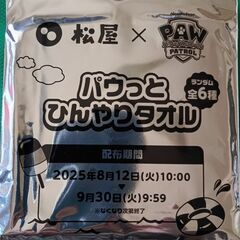 松屋 × PAW PATROL
パウっと
ひんやりタオル
ランダム
全6種
配布期間
2025年8月12日(火)10:00
▼
9月30日(火)9:59
※なくなり次第終了